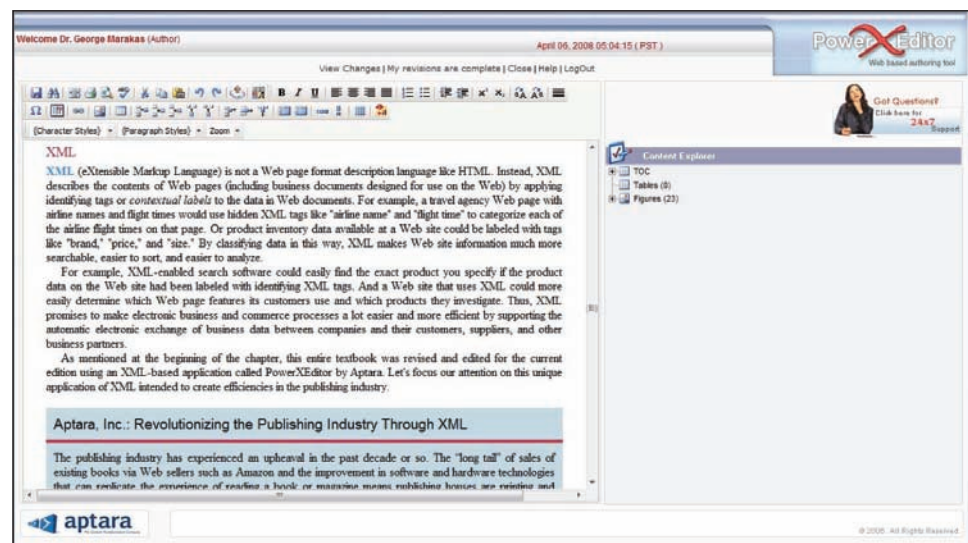 Welcome Dr. George Marakas (Author)
April 06, 2008 05:04:15 ( PST )
PowerXEditor
Web based authoring tool
View Changes | My revisions are complete | Close | Help | LogOut
Got Questions?
Click here for
24x7
Support
{Character Styles} {Paragraph Styles} Zoom
Content Explorer
TOC
Tables (0)
Figures (23)
XML
XML (eXtensible Markup Language) is not a Web page format description language like HTML. Instead, XML
describes the contents of Web pages (including business documents designed for use on the Web) by applying
identifying tags or contextual labels to the data in Web documents. For example, a travel agency Web page with
airline names and flight times would use hidden XML tags like "airline name" and "flight time" to categorize each of
the airline flight times on that page. Or product inventory data available at a Web site could be labeled with tags
like "brand," "price," and "size." By classifying data in this way, XML makes Web site information much more
searchable, easier to sort, and easier to analyze.
For example, XML-enabled search software could easily find the exact product you specify if the product
data on the Web site had been labeled with identifying XML tags. And a Web site that uses XML could more
easily determine which Web page features its customers use and which products they investigate. Thus, XML
promises to make electronic business and commerce processes a lot easier and more efficient by supporting the
automatic electronic exchange of business data between companies and their customers, suppliers, and other
business partners.
As mentioned at the beginning of the chapter, this entire textbook was revised and edited for the current
edition using an XML-based application called PowerXEditor by Aptara. Let's focus our attention on this unique
application of XML intended to create efficiencies in the publishing industry.
Aptara, Inc.: Revolutionizing the Publishing Industry Through XML
The publishing industry has experienced an upheaval in the past decade or so. The "long tail" of sales of
existing books via Web sellers such as Amazon and the improvement in software and hardware technologies
that can replicate the experience of reading a book or magazine means publishing houses are printing and
aptara
All Rights Reserved